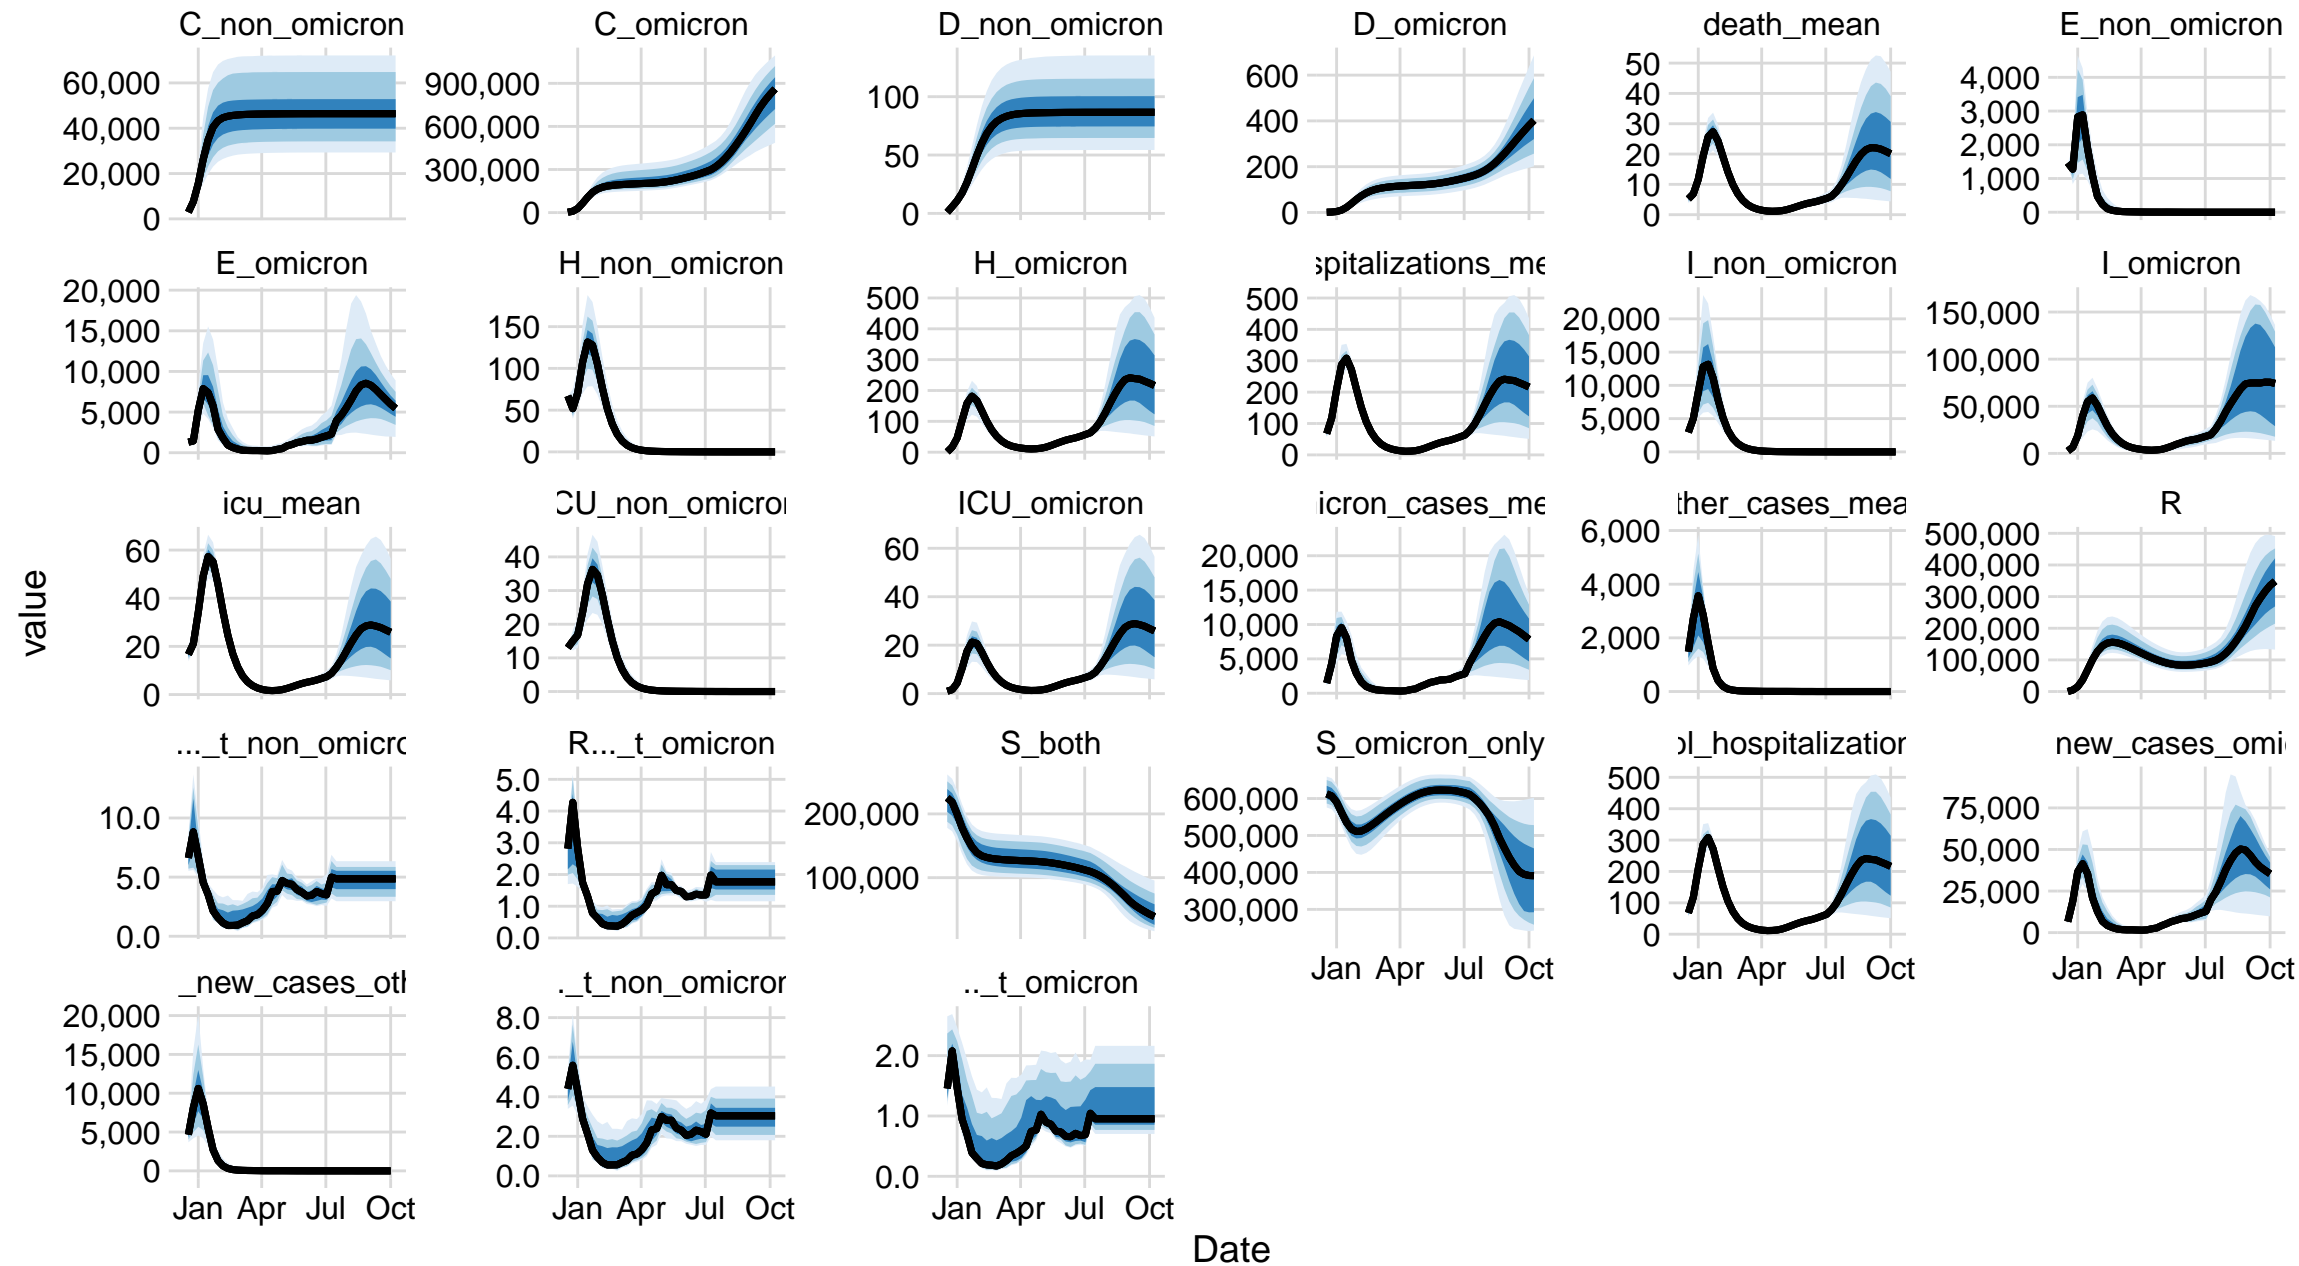 C_non_omicron C_omicron D_non_omicron D_omicron death_mean E_non_omicron
60,000 900,000 100 600 50 4,000
40,000 600,000 50 400 40 3,000
20,000 300,000 0 200 30 2,000
0 0 0 20 1,000
10 0
0
E_omicron H_non_omicron H_omicron spitalizations_me I_non_omicron I_omicron
20,000 150 500 500 20,000 150,000
15,000 100 400 400 15,000 100,000
10,000 50 300 300 10,000 50,000
5,000 0 200 200 5,000 0
0 100 100 0
0 0
icu_mean CU_non_omicron ICU_omicron icron_cases_me ther_cases_mea R
60 40 60 20,000 6,000 500,000
40 30 40 15,000 4,000 400,000
20 20 20 10,000 2,000 300,000
0 10 0 5,000 0 200,000
0 0 100,000
0
value
..._t_non_omicro R..._t_omicron S_both S_omicron_only ol_hospitalization new_cases_omi
10.0 5.0 200,000 600,000 500 75,000
5.0 4.0 100,000 500,000 400 50,000
0.0 3.0 400,000 300 25,000
2.0 300,000 200 0
1.0 100
0.0 0
Jan Apr Jul Oct Jan Apr Jul Oct Jan Apr Jul Oct
_new_cases_oth ._t_non_omicron .._t_omicron
20,000 8.0 2.0
15,000 6.0 1.0
10,000 4.0 0.0
5,000 2.0
0 0.0
Jan Apr Jul Oct Jan Apr Jul Oct Jan Apr Jul Oct
Date